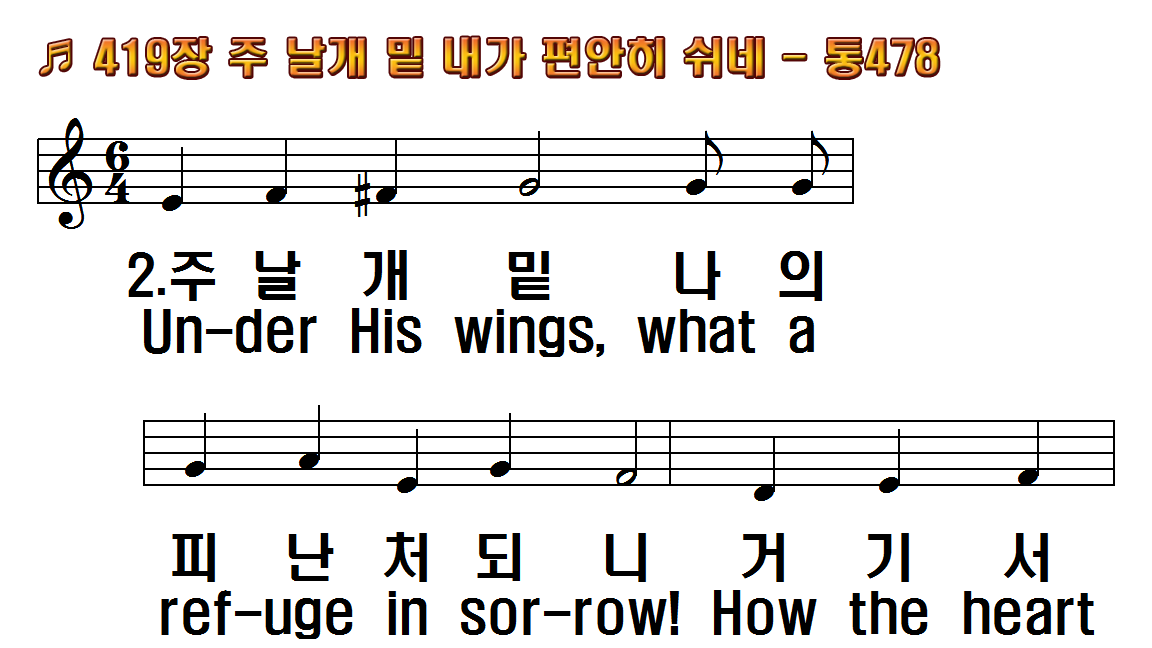 ♬ 419장 주 날개 밑 내가 편안히 쉬네 - 통478
6
4
2.주 날 개 밑 나 의
Un-der His wings, what a
피 난 처 되 니 거 기 서
ref-uge in sor-row! How the heart